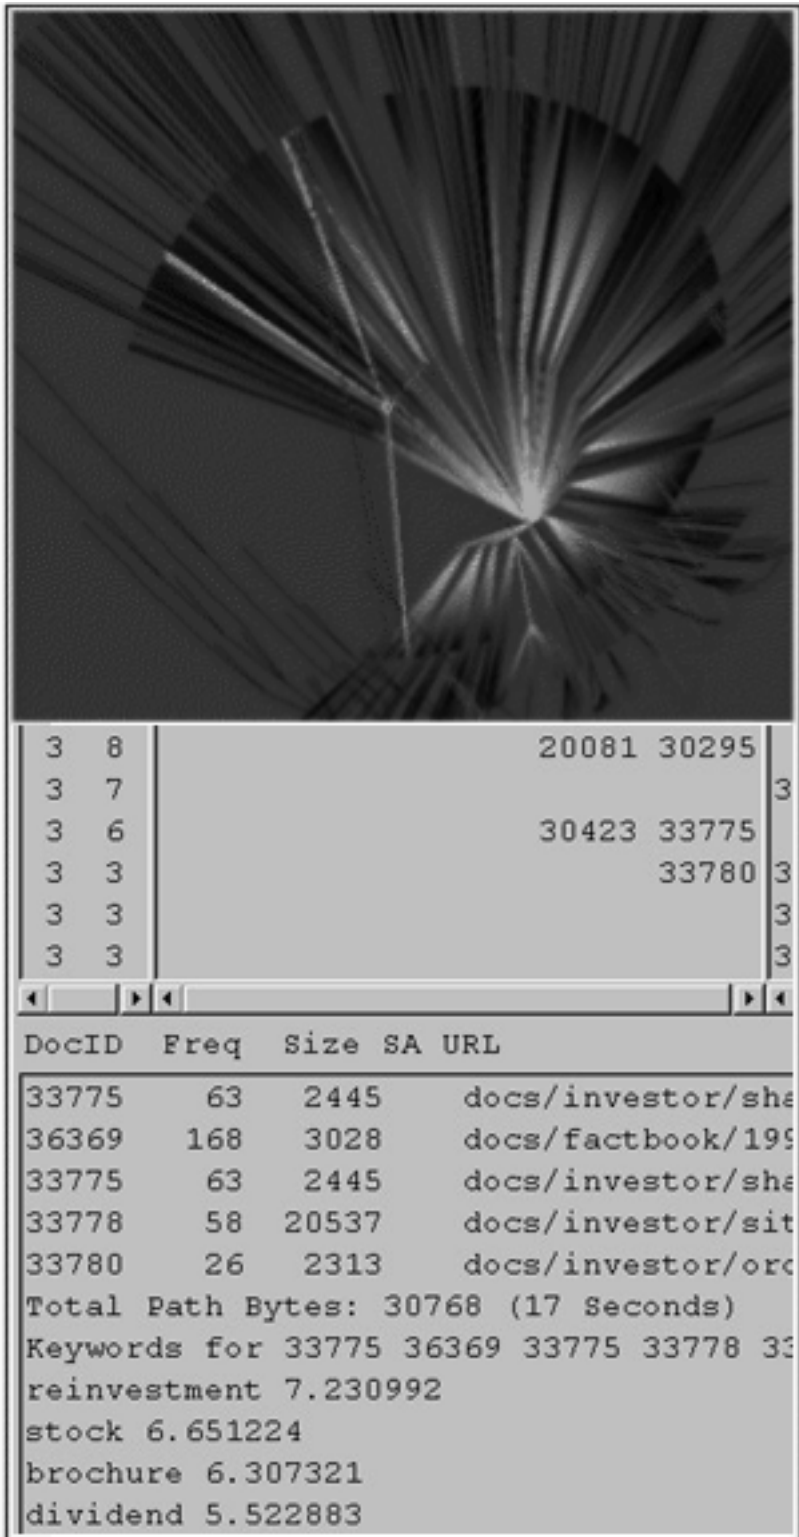 3 8 20081 30295
3 7 3
3 6 30423 33775
3 3 33780 3
3 3 3
3 3 3
DocID Freq Size SA URL
33775 63 2445 docs/investor/sha
36369 168 3028 docs/factbook/199
33775 63 2445 docs/investor/sha
33778 58 20537 docs/investor/sit
33780 26 2313 docs/investor/ord
Total Path Bytes: 30768 (17 Seconds)
Keywords for 33775 36369 33775 33778 33
reinvestment 7.230992
stock 6.651224
brochure 6.307321
dividend 5.522883